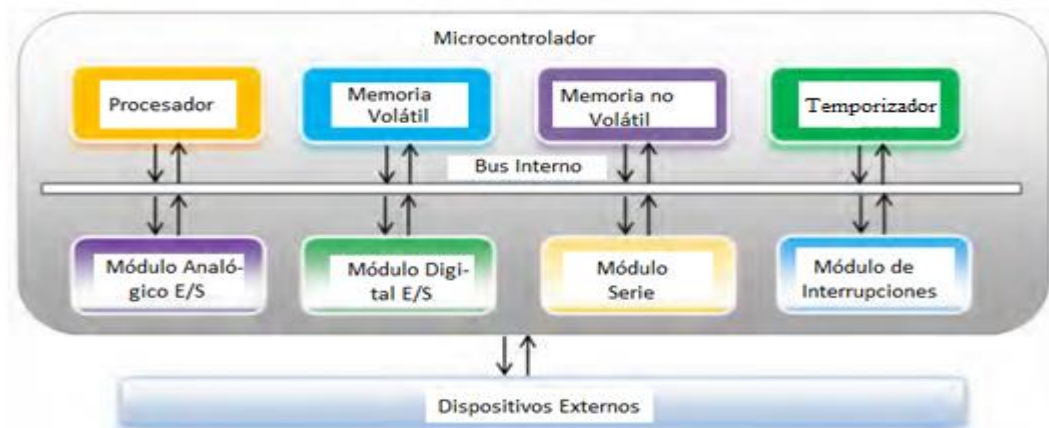 Microcontrolador
Procesador
Memoria
Volátil
Memoria no
Volátil
Temporizador
Bus Interno
Módulo Analó-
gico E/S
Módulo Digi-
tal E/S
Módulo
Serie
Módulo de
Interrupciones
Dispositivos Externos